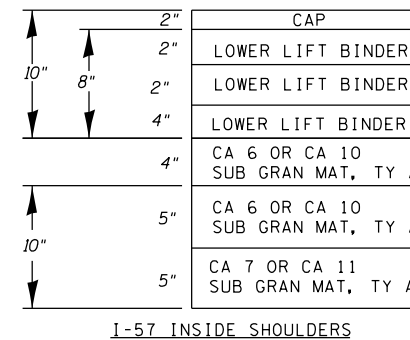 2" CAP
2" LOWER LIFT BINDER
10" 8" 2" LOWER LIFT BINDER
4" LOWER LIFT BINDER
4" CA 6 OR CA 10
SUB GRAN MAT, TY
5" CA 6 OR CA 10
SUB GRAN MAT, TY
10"
5" CA 7 OR CA 11
SUB GRAN MAT, TY A
I-57 INSIDE SHOULDERS